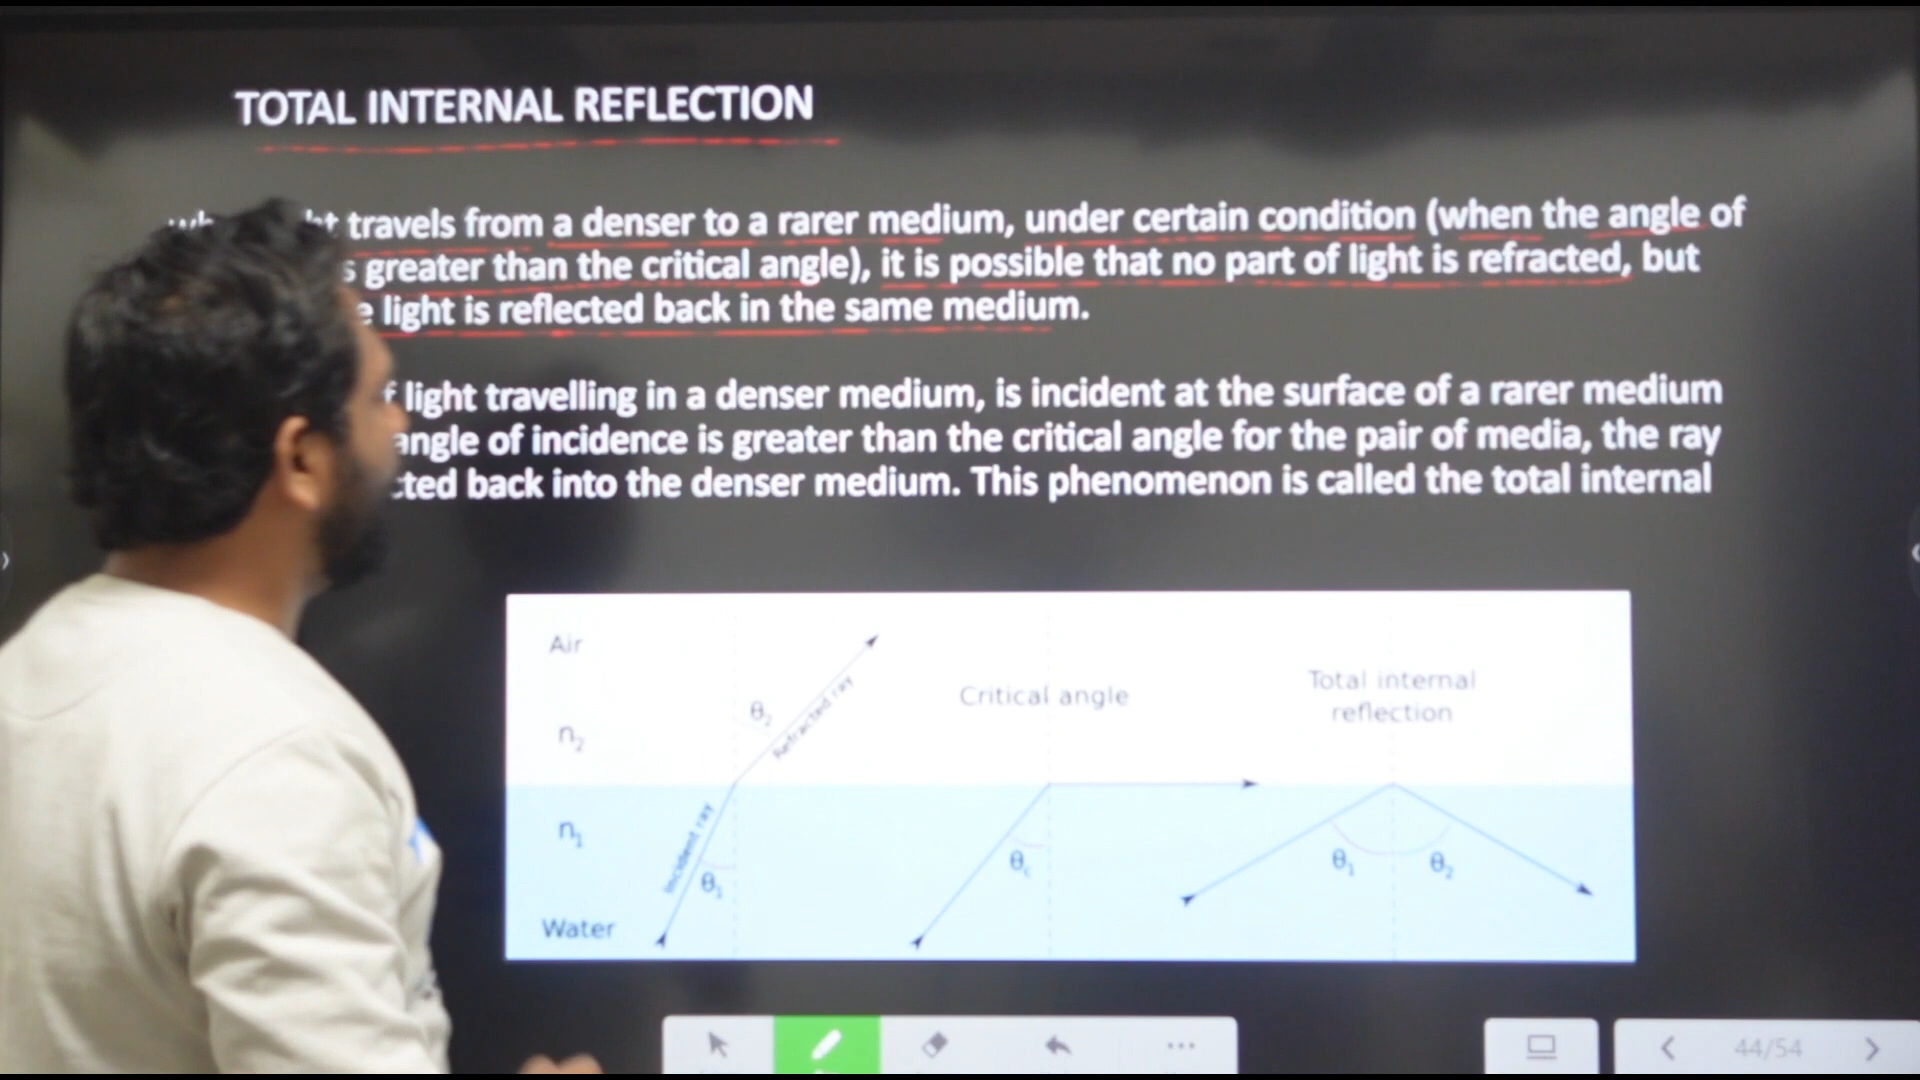 TOTAL INTERNAL REFLECTION
travels from a denser to a rarer medium, under certain condition (when the angle of
greater than the critical angle), it is possible that no part of light is refracted, but
light is reflected back in the same medium.
light travelling in a denser medium, is incident at the surface of a rarer medium
angle of incidence is greater than the critical angle for the pair of media, the ray
back into the denser medium. This phenomenon is called the total internal
Air
θ₂
Refracted ray
n₂
Critical angle
Total internal
reflection
n₁
Incident ray
θ₁
Water
θc
θ₁
θ₂
44/54